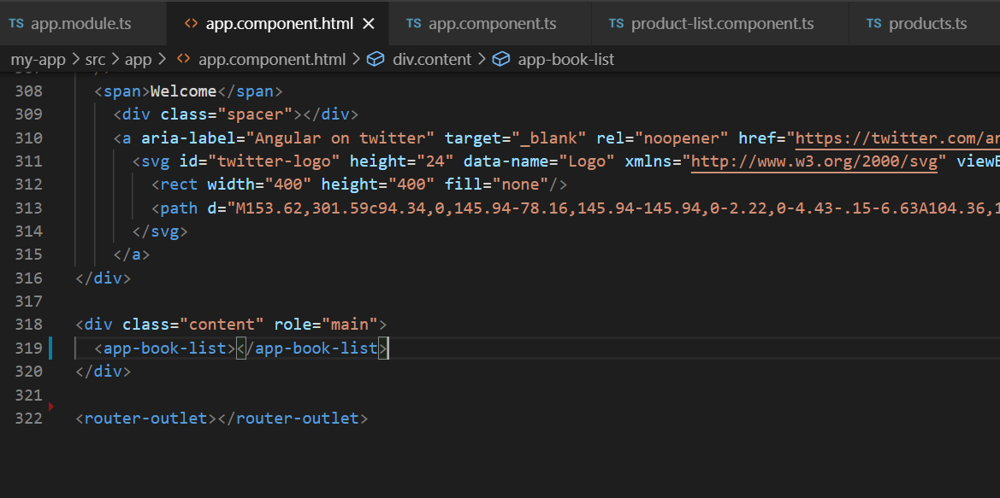 TS app.module.ts <> app.component.html TS app.component.ts TS product-list.component.ts TS products.ts
my-app > src > app > <> app.component.html > div.content > app-book-list
308 <span>Welcome</span>
309 <div class="spacer"></div>
310 <a aria-label="Angular on twitter" target="_blank" rel="noopener" href="https://twitter.com/an
311 <svg id="twitter-logo" height="24" data-name="Logo" xmlns="http://www.w3.org/2000/svg" viewB
312 <rect width="400" height="400" fill="none"/>
313 <path d="M153.62,301.59c94.34,0,145.94-78.16,145.94-145.94,0-2.22,0-4.43-.15-6.63A104.36,1
314 </svg>
315 </a>
316 </div>
317
318 <div class="content" role="main">
319 <app-book-list></app-book-list>
320 </div>
321
322 <router-outlet></router-outlet>